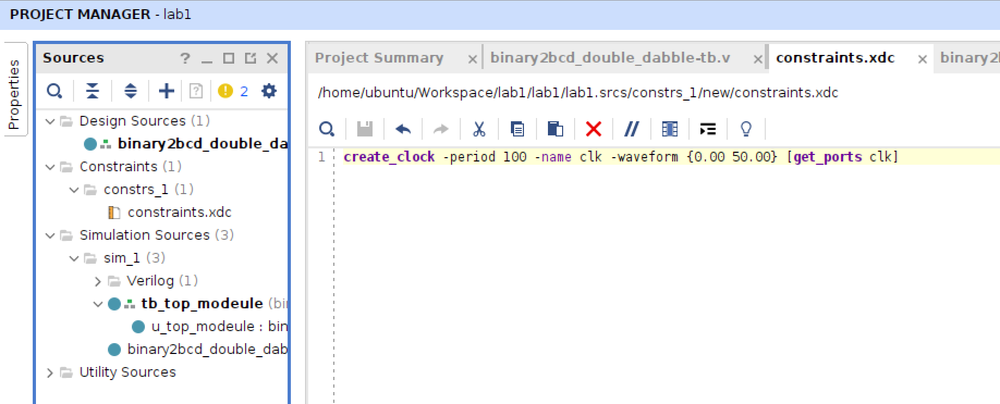 PROJECT MANAGER - lab1
Properties
Sources
2
Design Sources (1)
binary2bcd_double_da
Constraints (1)
constrs_1 (1)
constraints.xdc
Simulation Sources (3)
sim_1 (3)
Verilog (1)
tb_top_modeule (bi
u_top_modeule : bin
binary2bcd_double_dab
Utility Sources
Project Summary
binary2bcd_double_dabble-tb.v
constraints.xdc
binary2
/home/ubuntu/Workspace/lab1/lab1/lab1.srcs/constrs_1/new/constraints.xdc
1 create_clock -period 100 -name clk -waveform {0.00 50.00} [get_ports clk]